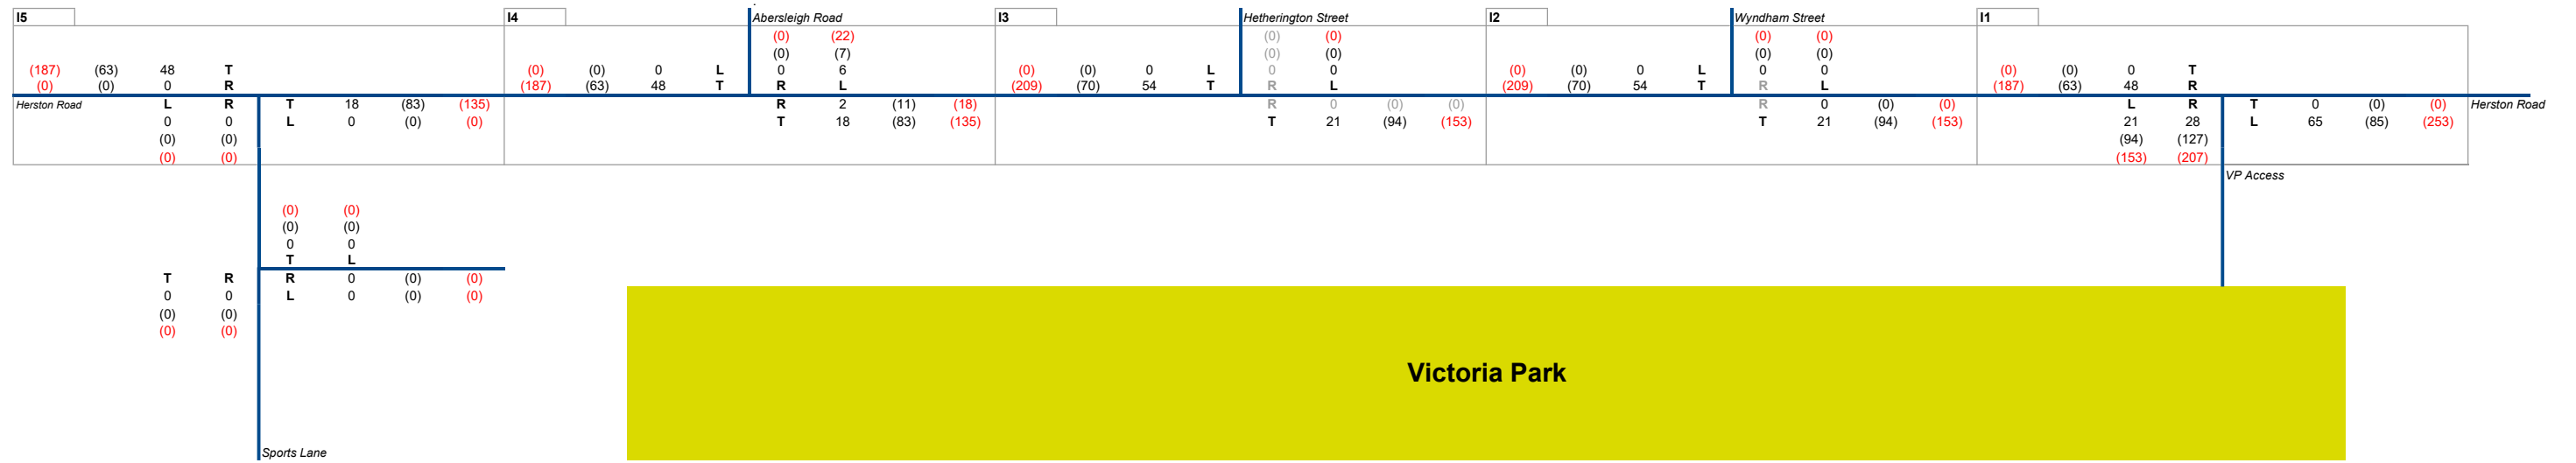 I5 I4 Abersleigh Road I3 Hetherington Street I2 Wyndham Street I1
(0) (22) (0) (0) (0) (0)
(0) (7) (0) (0) (0) (0)
(187) (63) 48 T (0) (0) 0 L 0 6 (0) (0) 0 L 0 0 (0) (0) 0 L 0 0 (0) (0) 0 T
(0) (0) 0 R (187) (63) 48 T R L (209) (70) 54 T R L (209) (70) 54 T R L (187) (63) 48 R
Herston Road L R T 18 (83) (135) R 2 (11) (18) R 0 (0) (0) R 0 (0) (0) L R T 0 (0) (0) Herston Road
0 0 L 0 (0) (0) T 18 (83) (135) T 21 (94) (153) T 21 (94) (153) 21 28 L 65 (85) (253)
(0) (0) (94) (127)
(0) (0) (153) (207)
VP Access
(0) (0)
(0) (0)
0 0
T L
T R R 0 (0) (0)
0 0 L 0 (0) (0)
(0) (0)
(0) (0)
Victoria Park
Sports Lane